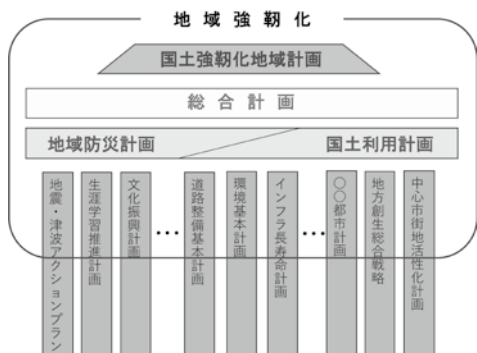 地域強靭化
国土強靭化地域計画
総合計画
地域防災計画
国土利用計画
地震・津波アクションプラン
生涯学習推進計画
文化振興計画
…
道路整備基本計画
環境基本計画
インフラ長寿命計画
…
○○都市計画
地方創生総合戦略
中心市街地活性化計画